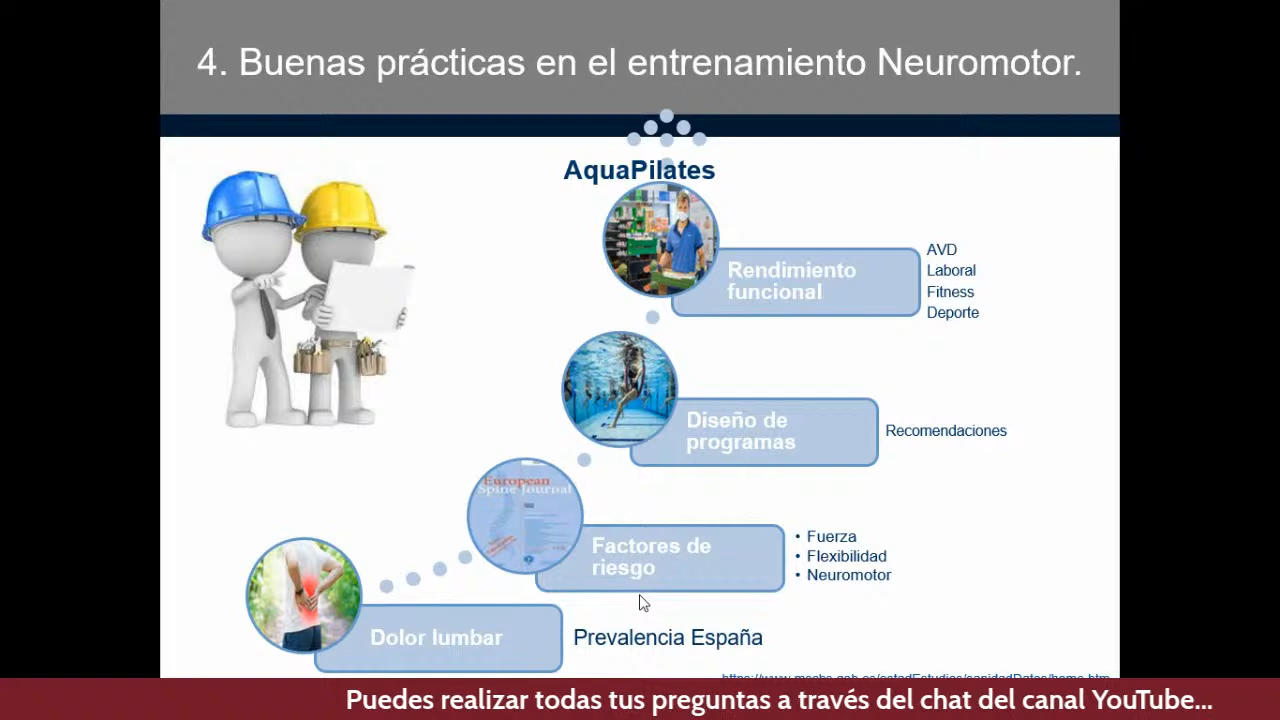 4. Buenas prácticas en el entrenamiento Neuromotor.
AquaPilates
Rendimiento
funcional
AVD
Laboral
Fitness
Deporte
Diseño de
programas
Recomendaciones
European
Spine Journal
Factores de
riesgo
• Fuerza
• Flexibilidad
• Neuromotor
Dolor lumbar
Prevalencia España
Puedes realizar todas tus preguntas a través del chat del canal YouTube...